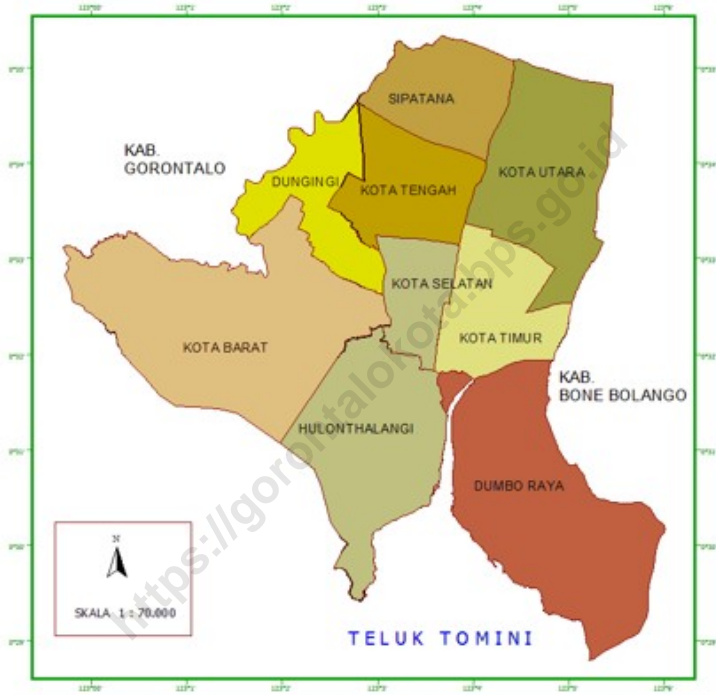 SIPATANA
KAB.
GORONTALO
DUNGINGI
KOTA TENGAH
KOTA UTARA
KOTA SELATAN
KOTA BARAT
KOTA TIMUR
KAB.
BONE BOLANGO
HULONTHALANGI
DUMBO RAYA
N
SKALA 1 : 70.000
TELUK TOMINI
https://gorontalokota.bps.go.id